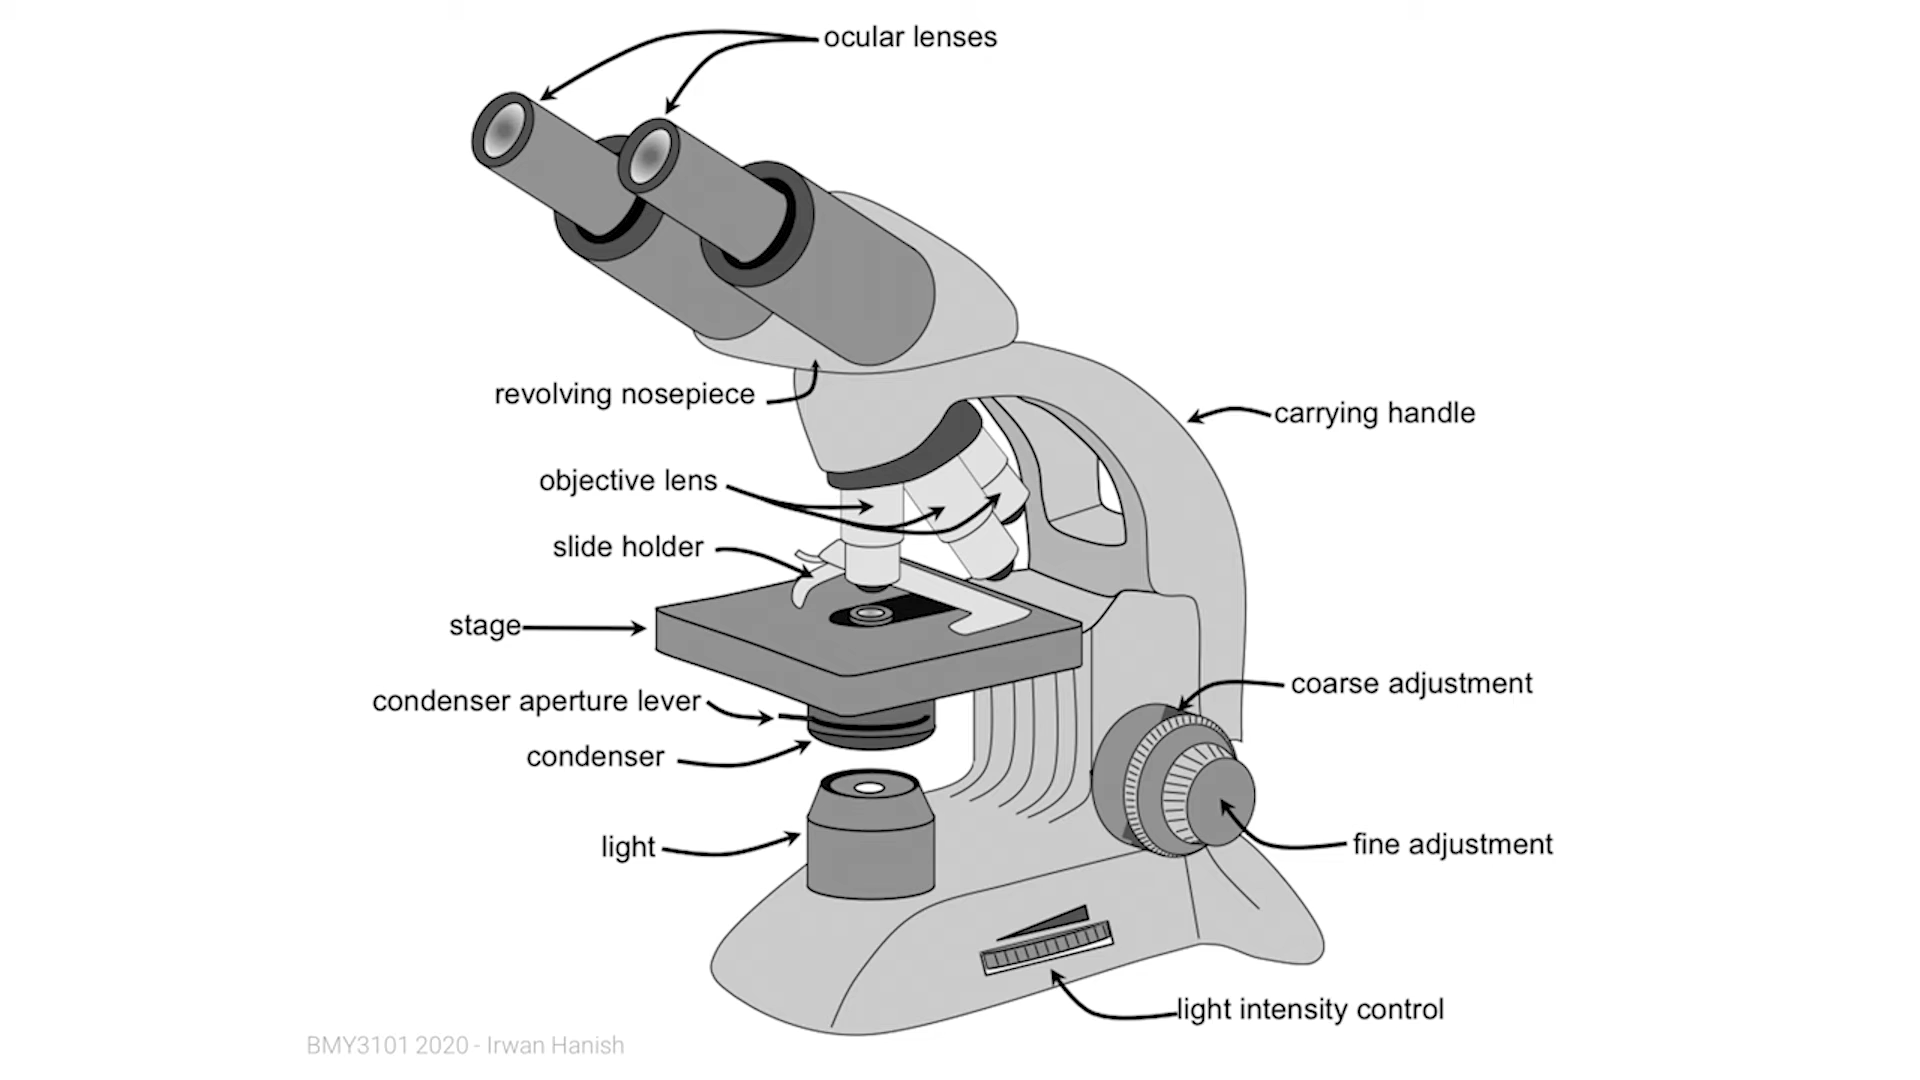 ocular lenses
revolving nosepiece
carrying handle
objective lens
slide holder
stage
coarse adjustment
condenser aperture lever
condenser
light
fine adjustment
light intensity control
BMY3101 2020 - Irwan Hanish